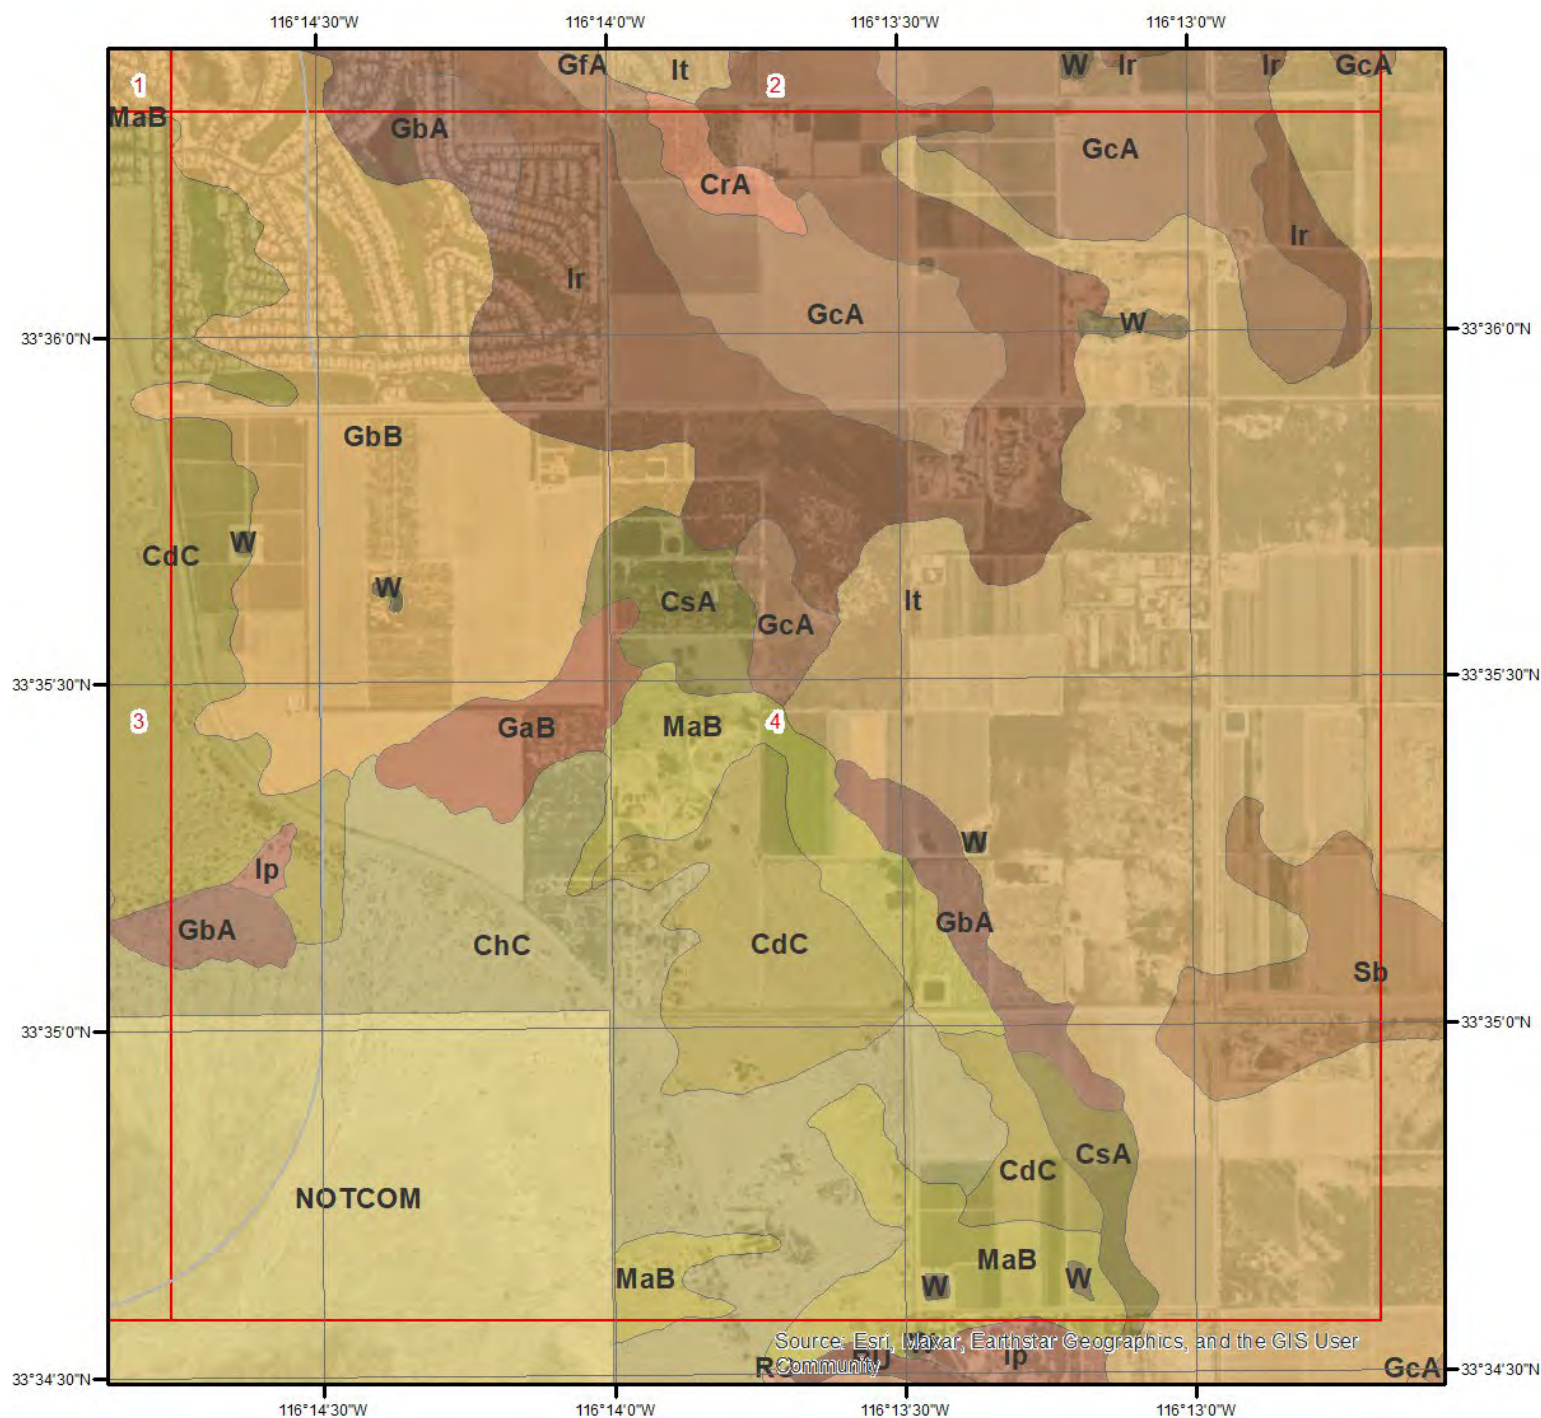 116°14'30"W 116°14'0"W 116°13'30"W 116°13'0"W
GfA It W Ir Ir GcA
1 2
MaB GbA GcA
CrA
Ir
Ir
GcA W
33°36'0"N 33°36'0"N
GbB
CdC W
W CsA It
GcA
33°35'30"N 33°35'30"N
3 GaB MaB 4
W
Ip
GbA GbA
ChC CdC
Sb
33°35'0"N 33°35'0"N
CsA
CdC
NOTCOM
MaB
MaB W W
Source: Esri, Maxar, Earthstar Geographics, and the GIS User
Community
W
Ip
GcA
33°34'30"N 33°34'30"N
116°14'30"W 116°14'0"W 116°13'30"W 116°13'0"W